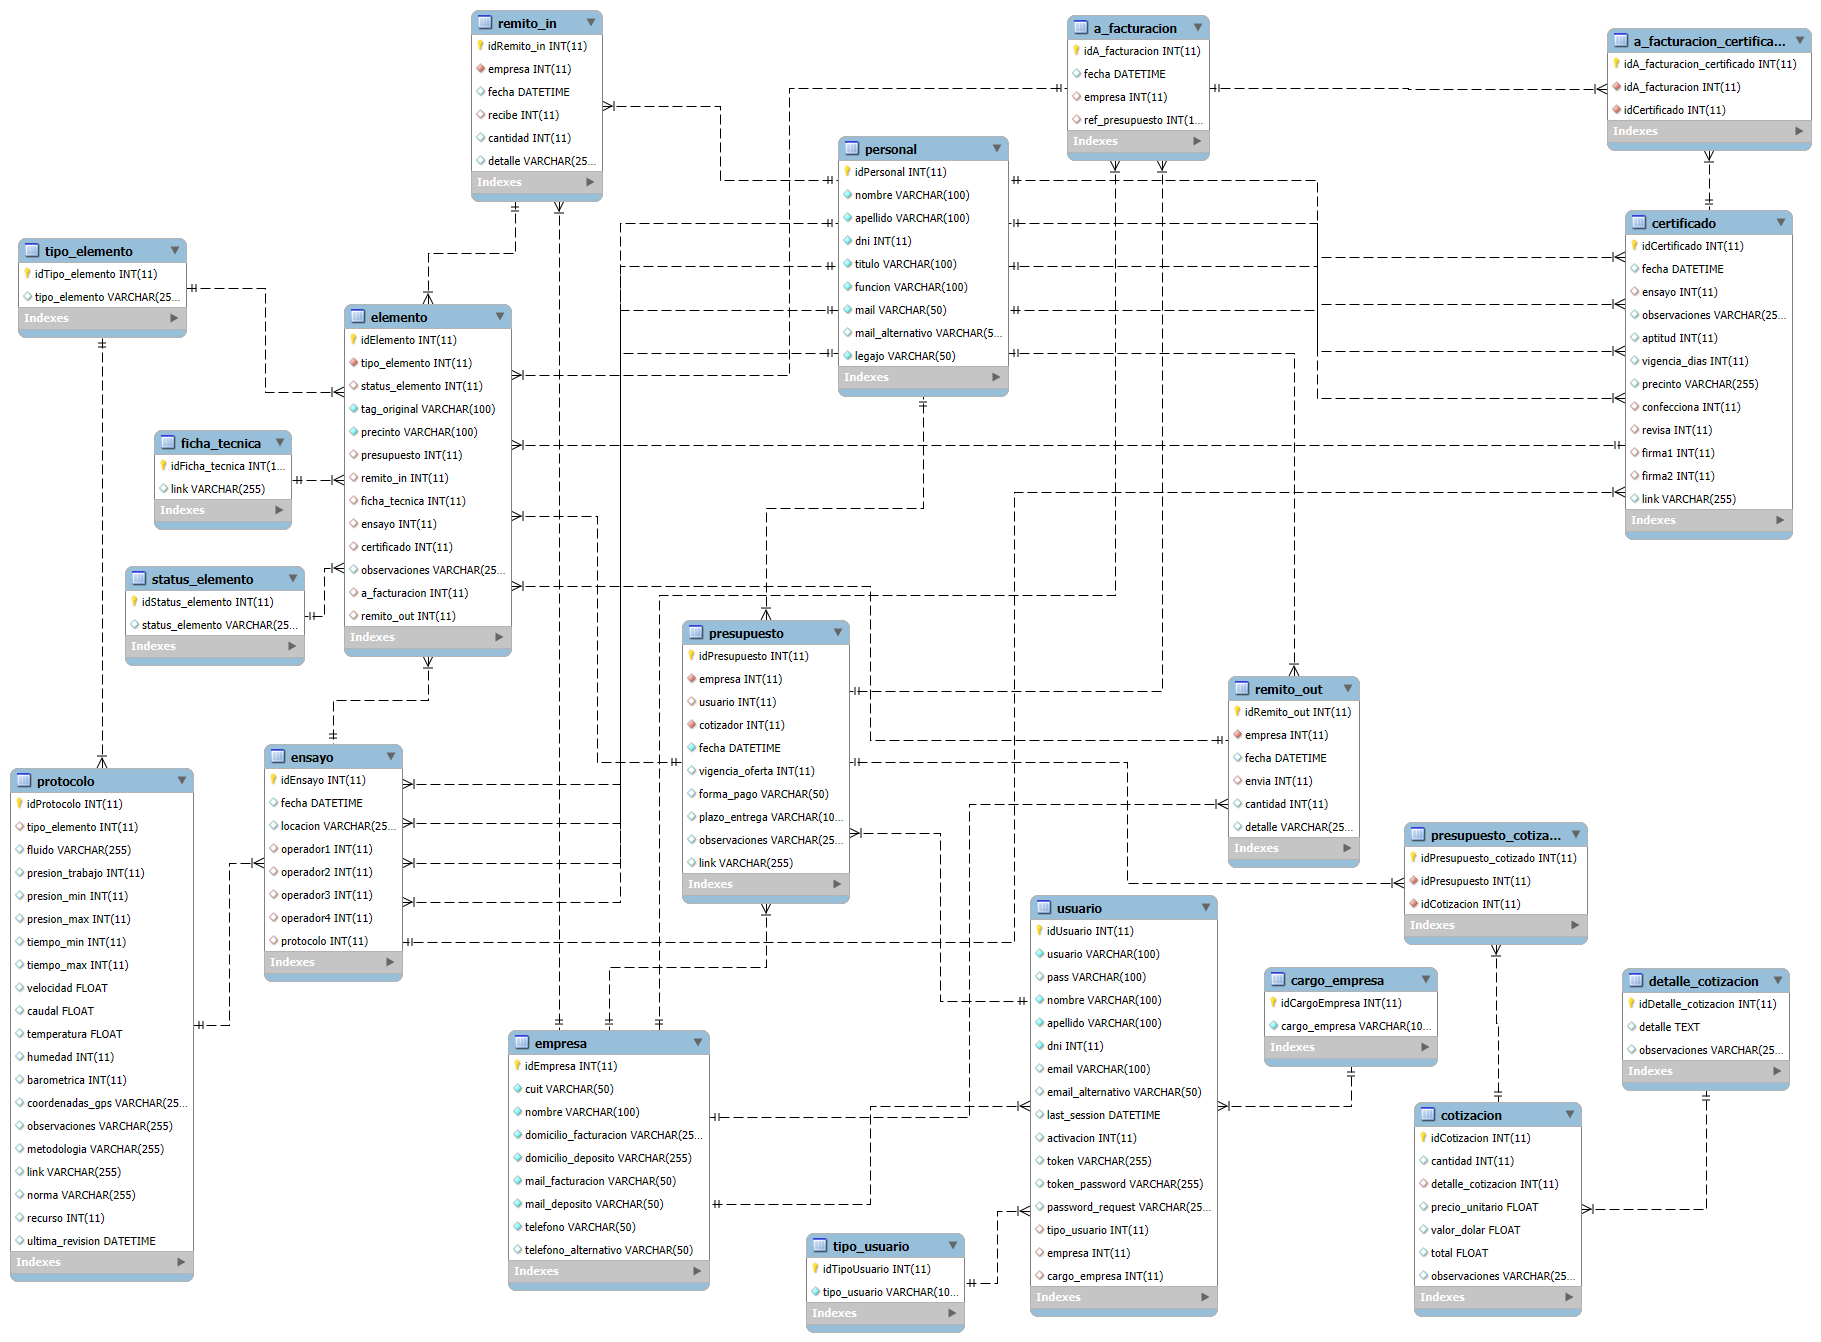 remito_in
idRemito_in INT(11)
empresa INT(11)
fecha DATETIME
recibe INT(11)
cantidad INT(11)
detalle VARCHAR(25...
Indexes
a_facturacion
idA_facturacion INT(11)
fecha DATETIME
empresa INT(11)
ref_presupuesto INT(1...
Indexes
a_facturacion_certifica...
idA_facturacion_certificado INT(11)
idA_facturacion INT(11)
idCertificado INT(11)
Indexes
personal
idPersonal INT(11)
nombre VARCHAR(100)
apellido VARCHAR(100)
dni INT(11)
titulo VARCHAR(100)
funcion VARCHAR(100)
mail VARCHAR(50)
mail_alternativo VARCHAR(5...
legajo VARCHAR(50)
Indexes
certificado
idCertificado INT(11)
fecha DATETIME
ensayo INT(11)
observaciones VARCHAR(25...
aptitud INT(11)
vigencia_dias INT(11)
precinto VARCHAR(255)
confecciona INT(11)
revisa INT(11)
firma1 INT(11)
firma2 INT(11)
link VARCHAR(255)
Indexes
tipo_elemento
idTipo_elemento INT(11)
tipo_elemento VARCHAR(25...
Indexes
elemento
idElemento INT(11)
tipo_elemento INT(11)
status_elemento INT(11)
tag_original VARCHAR(100)
precinto VARCHAR(100)
presupuesto INT(11)
remito_in INT(11)
ficha_tecnica INT(11)
ensayo INT(11)
certificado INT(11)
observaciones VARCHAR(25...
a_facturacion INT(11)
remito_out INT(11)
Indexes
ficha_tecnica
idFicha_tecnica INT(1...
link VARCHAR(255)
Indexes
status_elemento
idStatus_elemento INT(11)
status_elemento VARCHAR(25...
Indexes
presupuesto
idPresupuesto INT(11)
empresa INT(11)
usuario INT(11)
cotizador INT(11)
fecha DATETIME
vigencia_oferta INT(11)
forma_pago VARCHAR(50)
plazo_entrega VARCHAR(10...
observaciones VARCHAR(25...
link VARCHAR(255)
Indexes
remito_out
idRemito_out INT(11)
empresa INT(11)
fecha DATETIME
envia INT(11)
cantidad INT(11)
detalle VARCHAR(25...
Indexes
protocolo
idProtocolo INT(11)
tipo_elemento INT(11)
fluido VARCHAR(255)
presion_trabajo INT(11)
presion_min INT(11)
presion_max INT(11)
tiempo_min INT(11)
tiempo_max INT(11)
velocidad FLOAT
caudal FLOAT
temperatura FLOAT
humedad INT(11)
barometrica INT(11)
coordenadas_gps VARCHAR(25...
observaciones VARCHAR(255)
metodologia VARCHAR(255)
link VARCHAR(255)
norma VARCHAR(255)
recurso INT(11)
ultima_revision DATETIME
Indexes
ensayo
idEnsayo INT(11)
fecha DATETIME
locacion VARCHAR(25...
operador1 INT(11)
operador2 INT(11)
operador3 INT(11)
operador4 INT(11)
protocolo INT(11)
Indexes
presupuesto_cotiza...
idPresupuesto_cotizado INT(11)
idPresupuesto INT(11)
idCotizacion INT(11)
Indexes
usuario
idUsuario INT(11)
usuario VARCHAR(100)
pass VARCHAR(100)
nombre VARCHAR(100)
apellido VARCHAR(100)
dni INT(11)
email VARCHAR(100)
email_alternativo VARCHAR(50)
last_session DATETIME
activacion INT(11)
token VARCHAR(255)
token_password VARCHAR(255)
password_request VARCHAR(25...
tipo_usuario INT(11)
empresa INT(11)
cargo_empresa INT(11)
Indexes
cargo_empresa
idCargoEmpresa INT(11)
cargo_empresa VARCHAR(10...
Indexes
detalle_cotizacion
idDetalle_cotizacion INT(11)
detalle TEXT
observaciones VARCHAR(25...
Indexes
empresa
idEmpresa INT(11)
cuit VARCHAR(50)
nombre VARCHAR(100)
domicilio_facturacion VARCHAR(25...
domicilio_deposito VARCHAR(255)
mail_facturacion VARCHAR(50)
mail_deposito VARCHAR(50)
telefono VARCHAR(50)
telefono_alternativo VARCHAR(50)
Indexes
cotizacion
idCotizacion INT(11)
cantidad INT(11)
detalle_cotizacion INT(11)
precio_unitario FLOAT
valor_dolar FLOAT
total FLOAT
observaciones VARCHAR(25...
Indexes
tipo_usuario
idTipoUsuario INT(11)
tipo_usuario VARCHAR(10...
Indexes